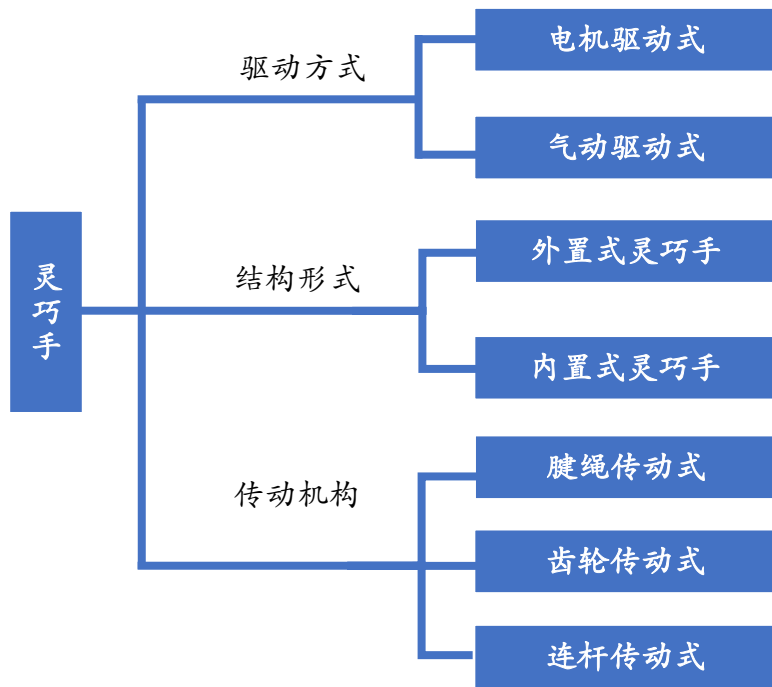 灵巧手
驱动方式
电机驱动式
气动驱动式
结构形式
外置式灵巧手
内置式灵巧手
传动机构
腱绳传动式
齿轮传动式
连杆传动式